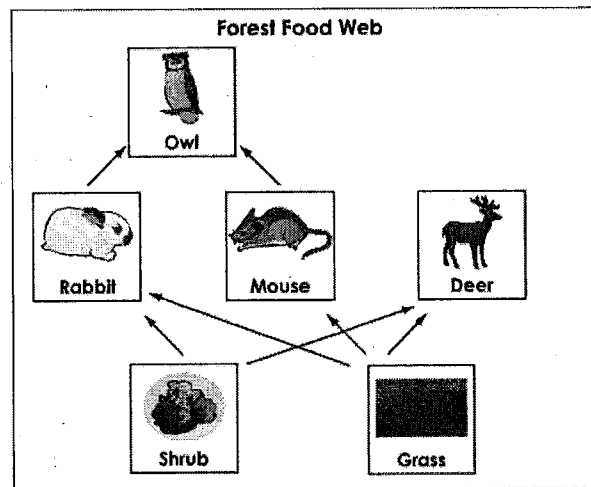 Forest Food Web
Owl
Rabbit
Mouse
Deer
Shrub
Grass